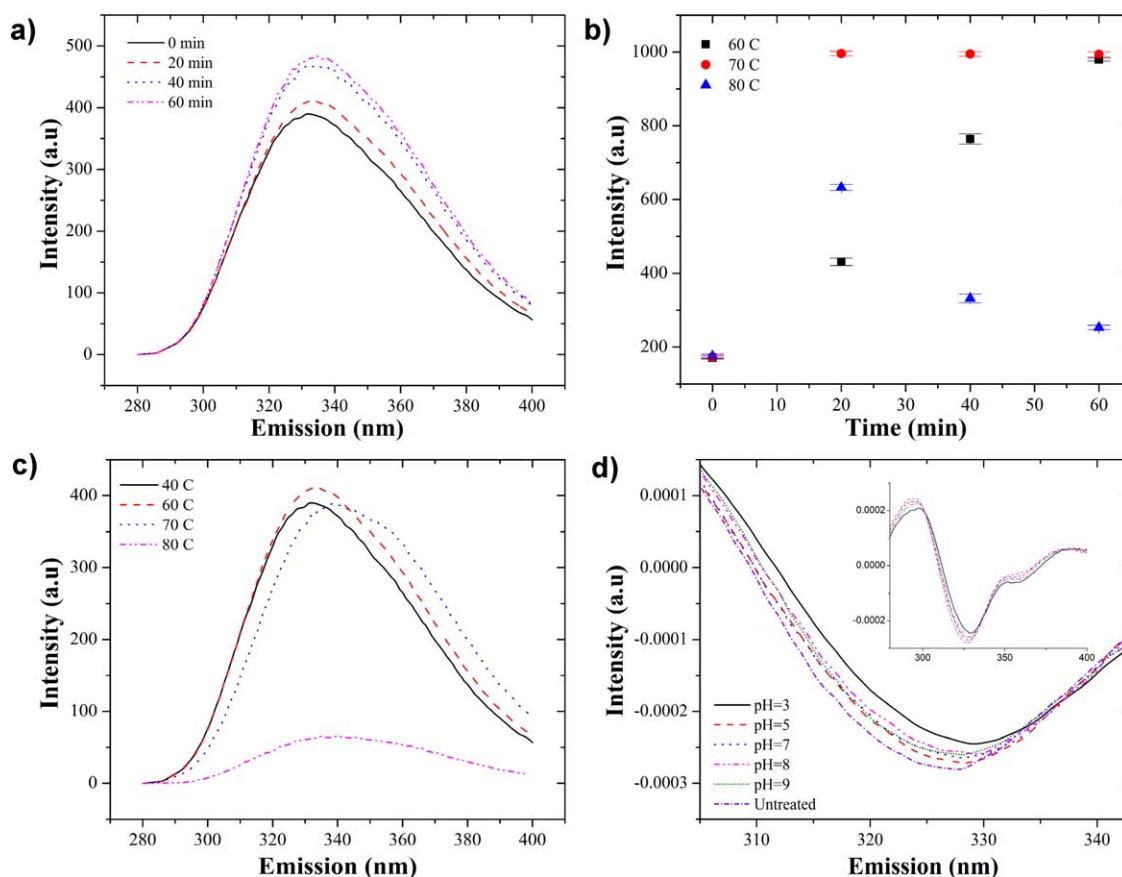 a)
0 min
20 min
40 min
60 min
500
400
300
200
100
0
Intensity (a.u)
280 300 320 340 360 380 400
Emission (nm)
b)
60 C
70 C
80 C
1000
800
600
400
200
Intensity (a.u)
0 10 20 30 40 50 60
Time (min)
c)
40 C
60 C
70 C
80 C
400
300
200
100
0
Intensity (a.u)
280 300 320 340 360 380 400
Emission (nm)
d)
0.0001
0.0000
-0.0001
-0.0002
-0.0003
Intensity (a.u)
0.0002
0.0000
-0.0002
300 350 400
pH=3
pH=5
pH=7
pH=8
pH=9
Untreated
310 320 330 340
Emission (nm)